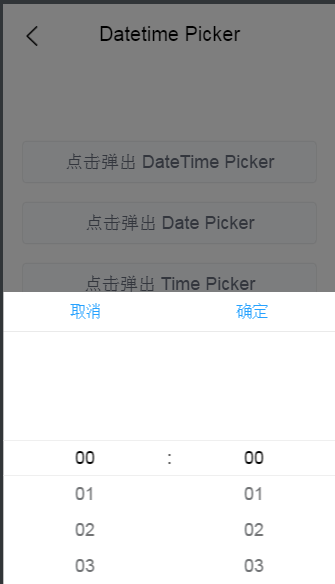 Datetime Picker
点击弹出 DateTime Picker
点击弹出 Date Picker
点击弹出 Time Picker
取消 确定
00 : 00
01 01
02 02
03 03